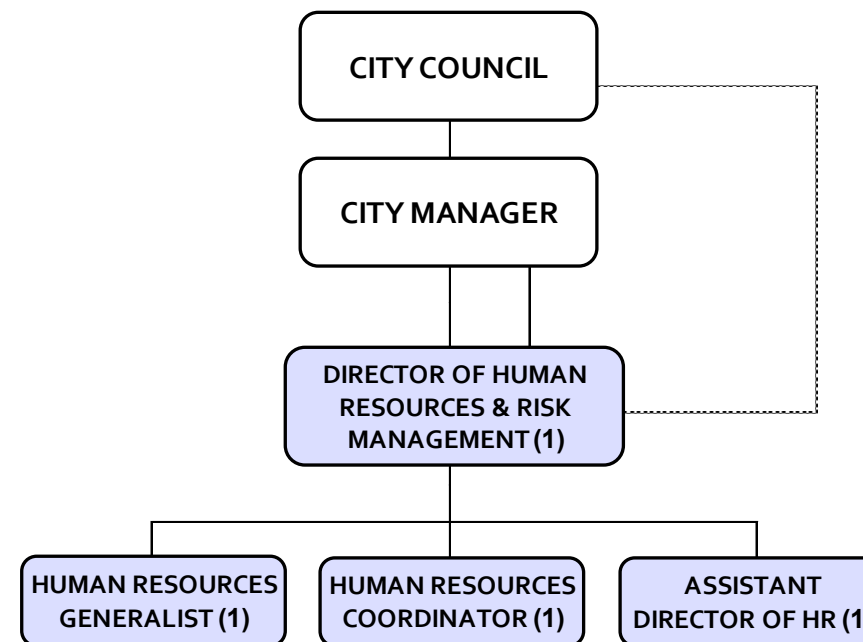 CITY COUNCIL
CITY MANAGER
DIRECTOR OF HUMAN
RESOURCES & RISK
MANAGEMENT (1)
HUMAN RESOURCES
GENERALIST (1)
HUMAN RESOURCES
COORDINATOR (1)
ASSISTANT
DIRECTOR OF HR (1